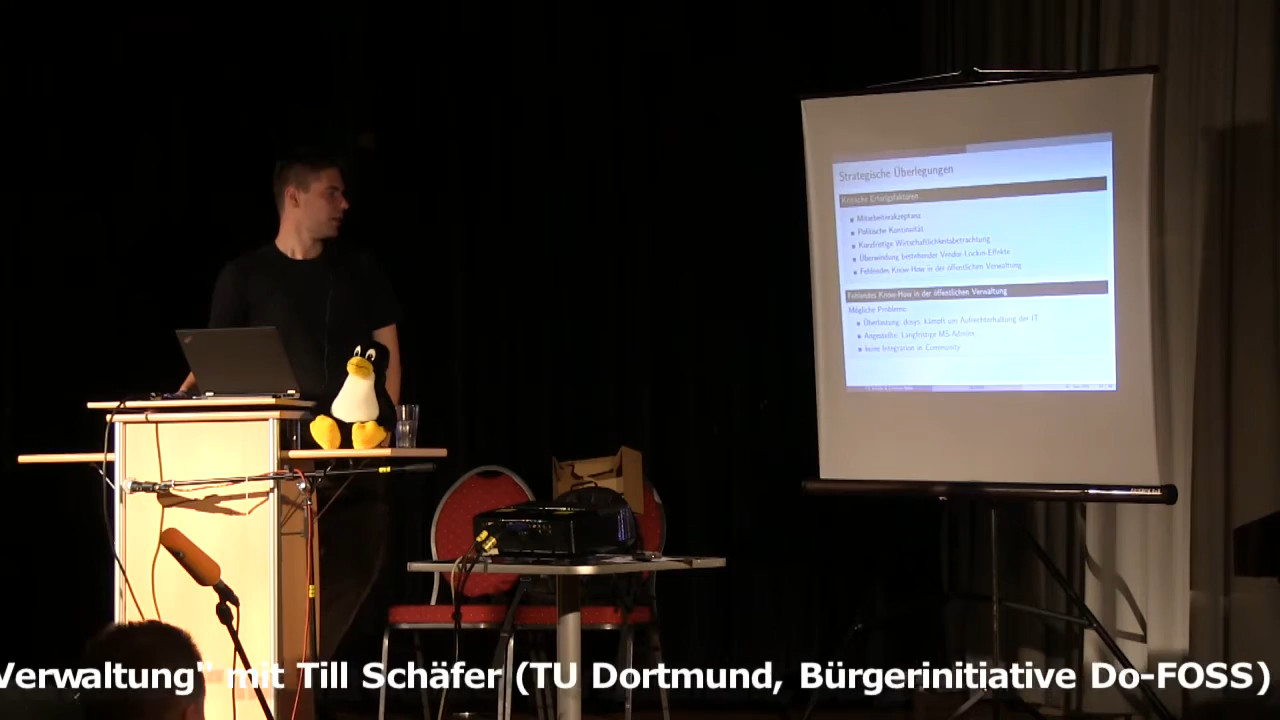 Strategische Überlegungen
Kritische Erfolgsfaktoren
Mitarbeiterakzeptanz
Politische Kontinuität
Kurzfristige Wirtschaftlichkeitsbetrachtung
Überwindung bestehender Vendor-Lockin-Effekte
Fehlendes Know-How in der öffentlichen Verwaltung
Fehlendes Know-How in der öffentlichen Verwaltung
Mögliche Probleme:
Überlastung: dosys. kämpft um Aufrechterhaltung der IT
Angestellte: Langfristige MS-Admins
keine Integration in Community
Verwaltung" mit Till Schäfer (TU Dortmund, Bürgerinitiative Do-FOSS)